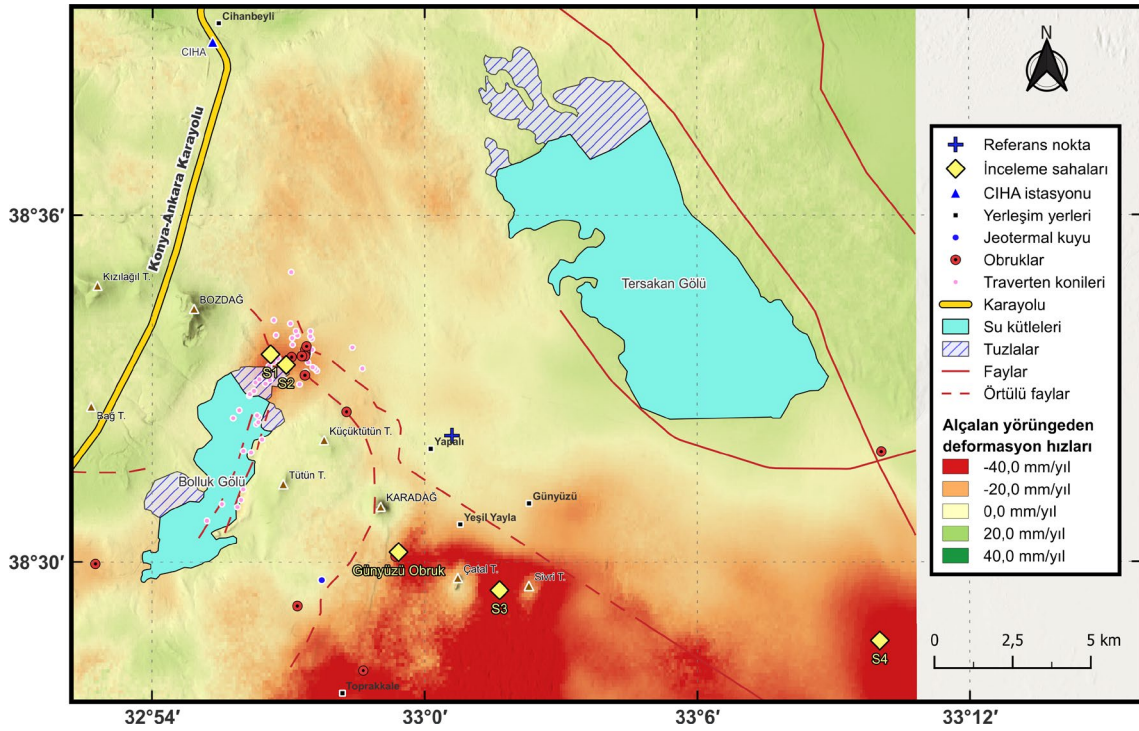 Cihanbeyli
CIHA
Konya-Ankara Karayolu
N
38°36′
Kızılağıl T.
BOZDAĞ
Tersakan Gölü
S1
S2
Bağ T.
Küçüktütün T.
Yapalı
Bolluk Gölü
Tütün T.
KARADAĞ
Günyüzü
Yeşil Yayla
38°30′
Günyüzü Obruk
Çatal T.
Sivri T.
S3
S4
Toprakkale
32°54′
33°0′
33°6′
33°12′
Referans nokta
İnceleme sahaları
CIHA istasyonu
Yerleşim yerleri
Jeotermal kuyu
Obruklar
Traverten konileri
Karayolu
Su kütleleri
Tuzlalar
Faylar
Örtülü faylar
Alçalan yörüngeden
deformasyon hızları
-40,0 mm/yıl
-20,0 mm/yıl
0,0 mm/yıl
20,0 mm/yıl
40,0 mm/yıl
0 2,5 5 km